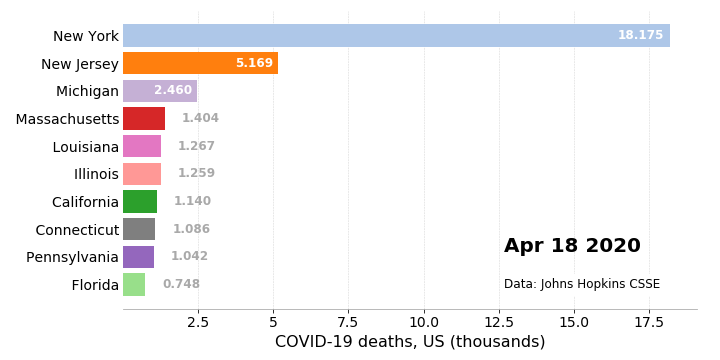 New York 18.175
New Jersey 5.169
Michigan 2.460
Massachusetts 1.404
Louisiana 1.267
Illinois 1.259
California 1.140
Connecticut 1.086
Pennsylvania 1.042
Florida 0.748
Apr 18 2020
Data: Johns Hopkins CSSE
2.5 5 7.5 10.0 12.5 15.0 17.5
COVID-19 deaths, US (thousands)